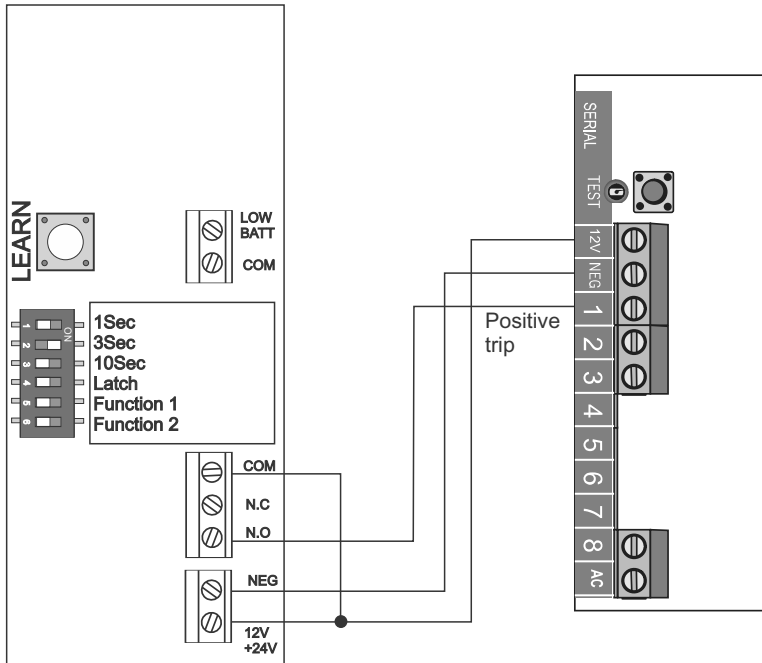 LEARN
LOW
BATT
COM
1 ON
2
3
4
5
6
1Sec
3Sec
10Sec
Latch
Function 1
Function 2
COM
N.C
N.O
NEG
12V
+24V
Positive
trip
SERIAL
TEST
12V
NEG
1
2
3
4
5
6
7
8
AC